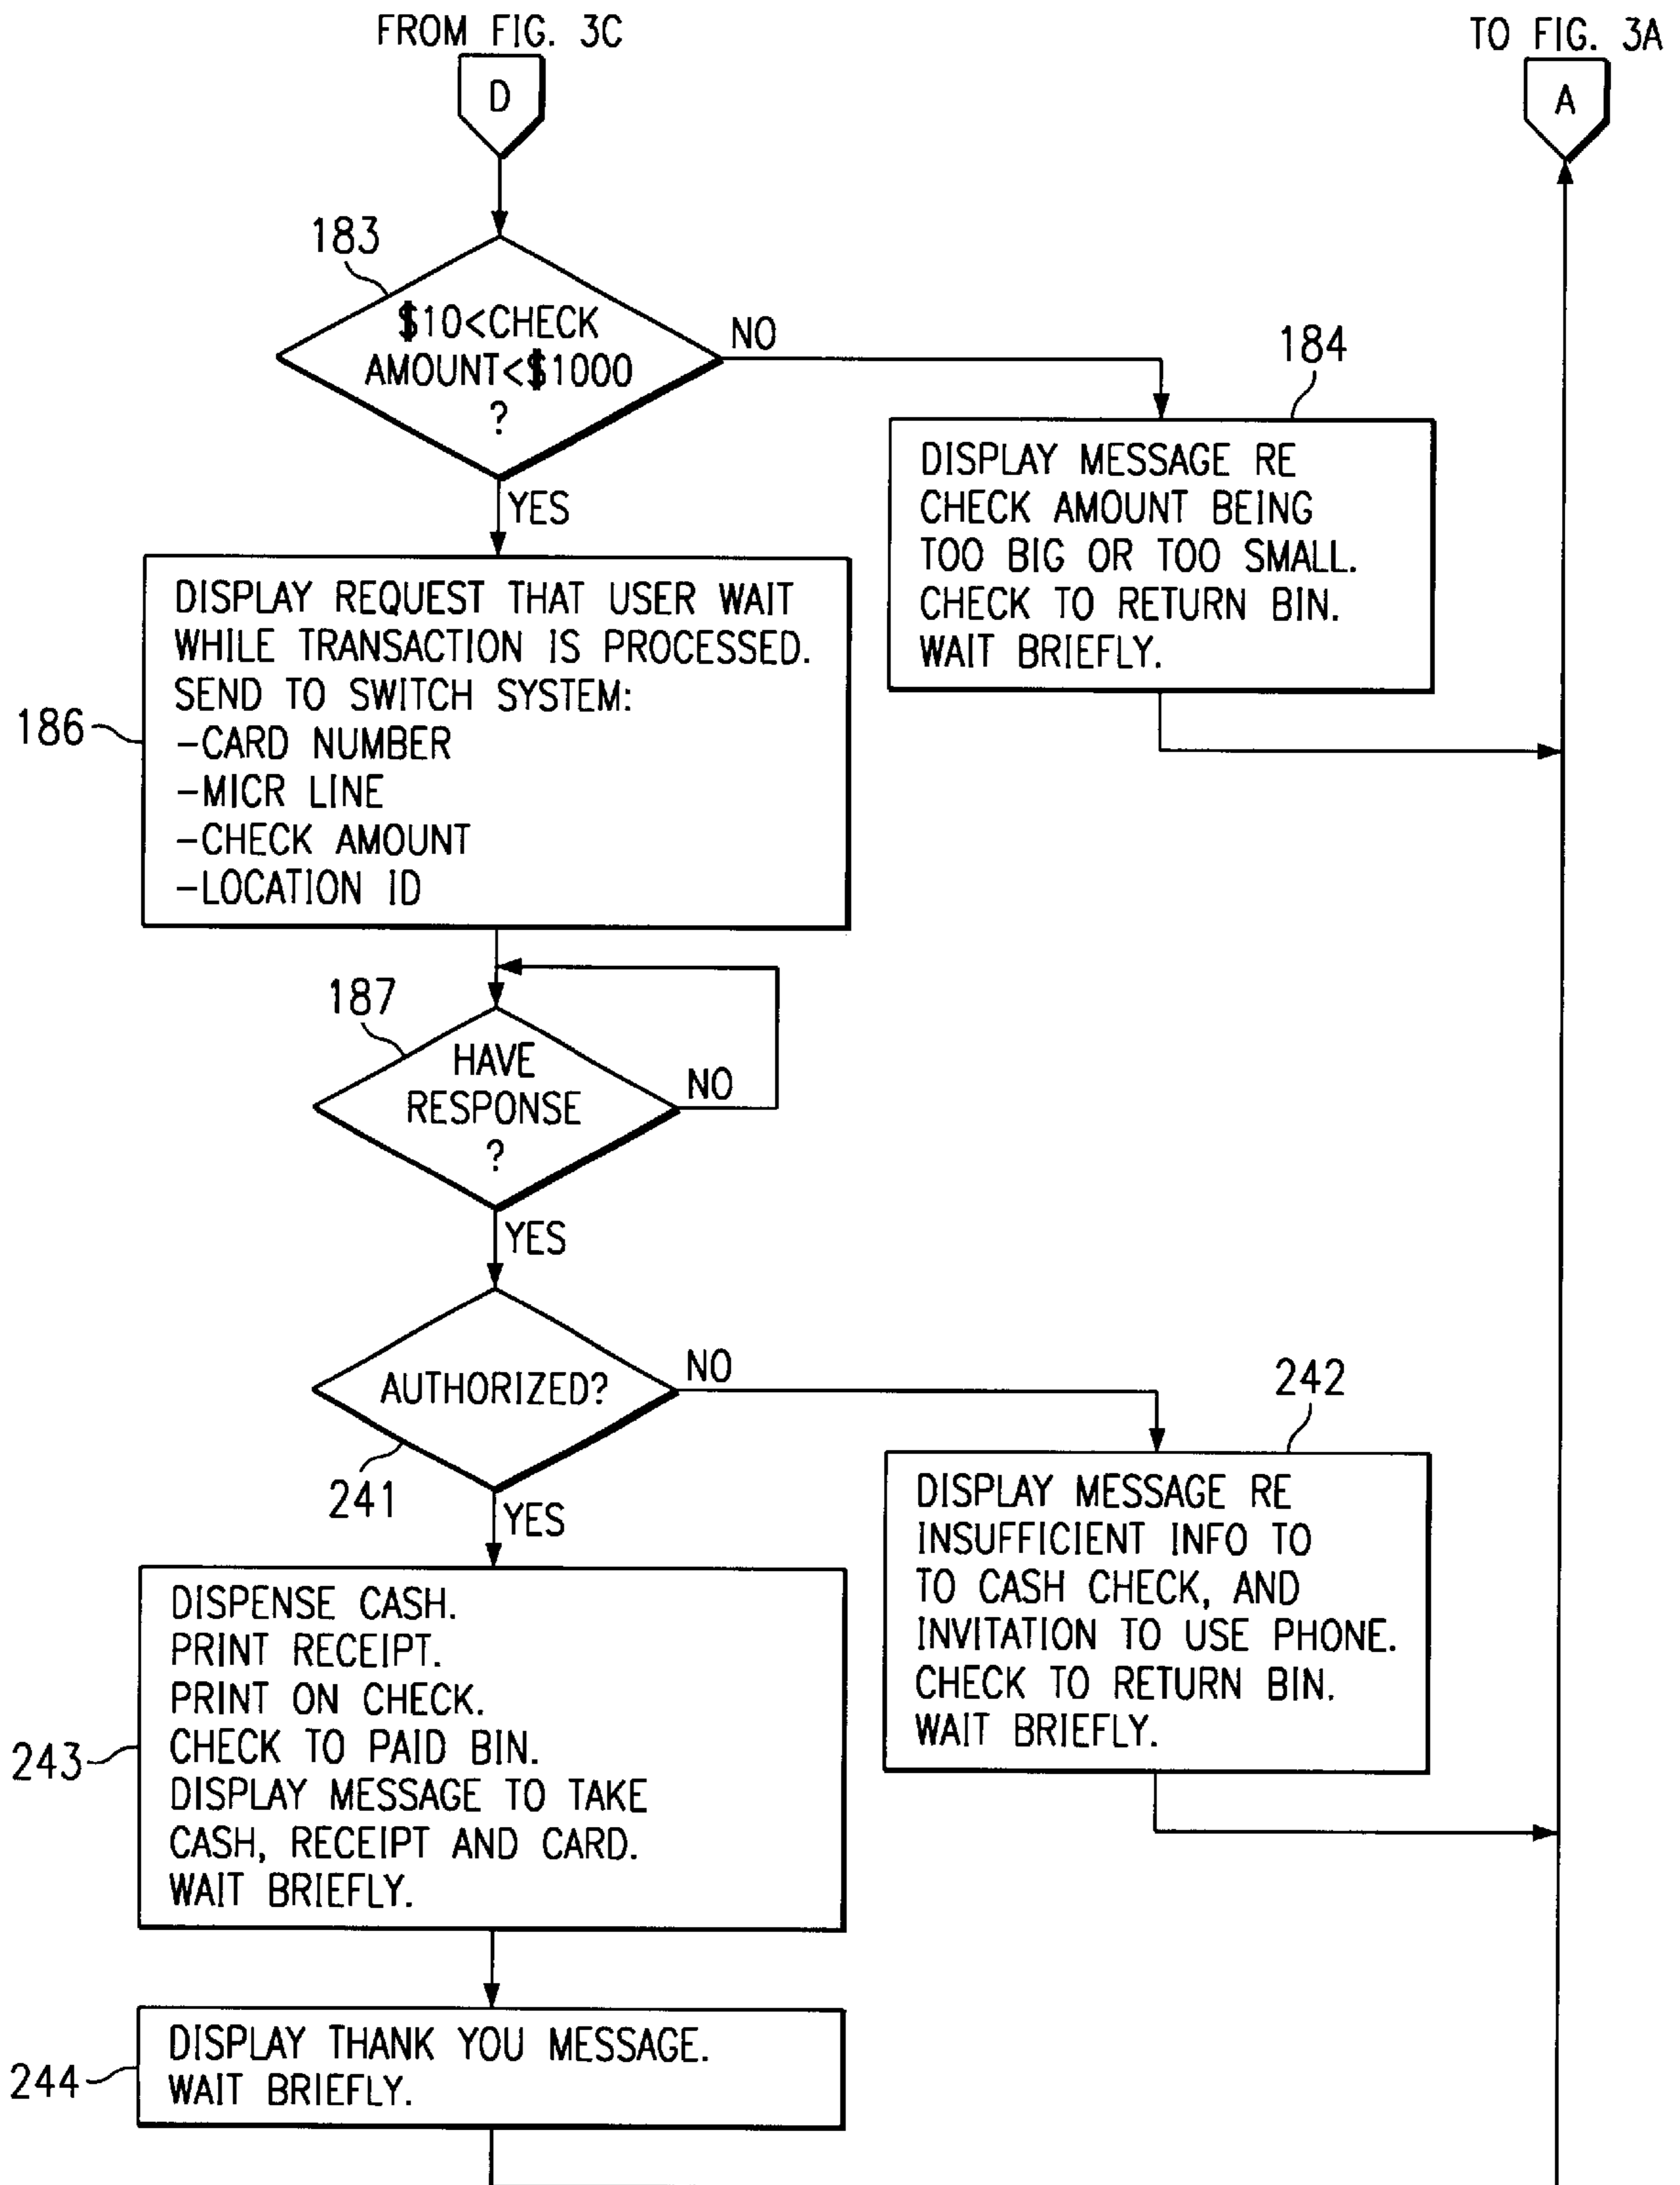 FROM FIG. 3C
TO FIG. 3A
D
A
183
$10<CHECK
AMOUNT<$1000
?
NO
YES
184
DISPLAY MESSAGE RE
CHECK AMOUNT BEING
TOO BIG OR TOO SMALL.
CHECK TO RETURN BIN.
WAIT BRIEFLY.
186
DISPLAY REQUEST THAT USER WAIT
WHILE TRANSACTION IS PROCESSED.
SEND TO SWITCH SYSTEM:
-CARD NUMBER
-MICR LINE
-CHECK AMOUNT
-LOCATION ID
187
HAVE
RESPONSE
?
NO
YES
AUTHORIZED?
NO
241
YES
242
DISPLAY MESSAGE RE
INSUFFICIENT INFO TO
TO CASH CHECK, AND
INVITATION TO USE PHONE.
CHECK TO RETURN BIN.
WAIT BRIEFLY.
243
DISPENSE CASH.
PRINT RECEIPT.
PRINT ON CHECK.
CHECK TO PAID BIN.
DISPLAY MESSAGE TO TAKE
CASH, RECEIPT AND CARD.
WAIT BRIEFLY.
244
DISPLAY THANK YOU MESSAGE.
WAIT BRIEFLY.